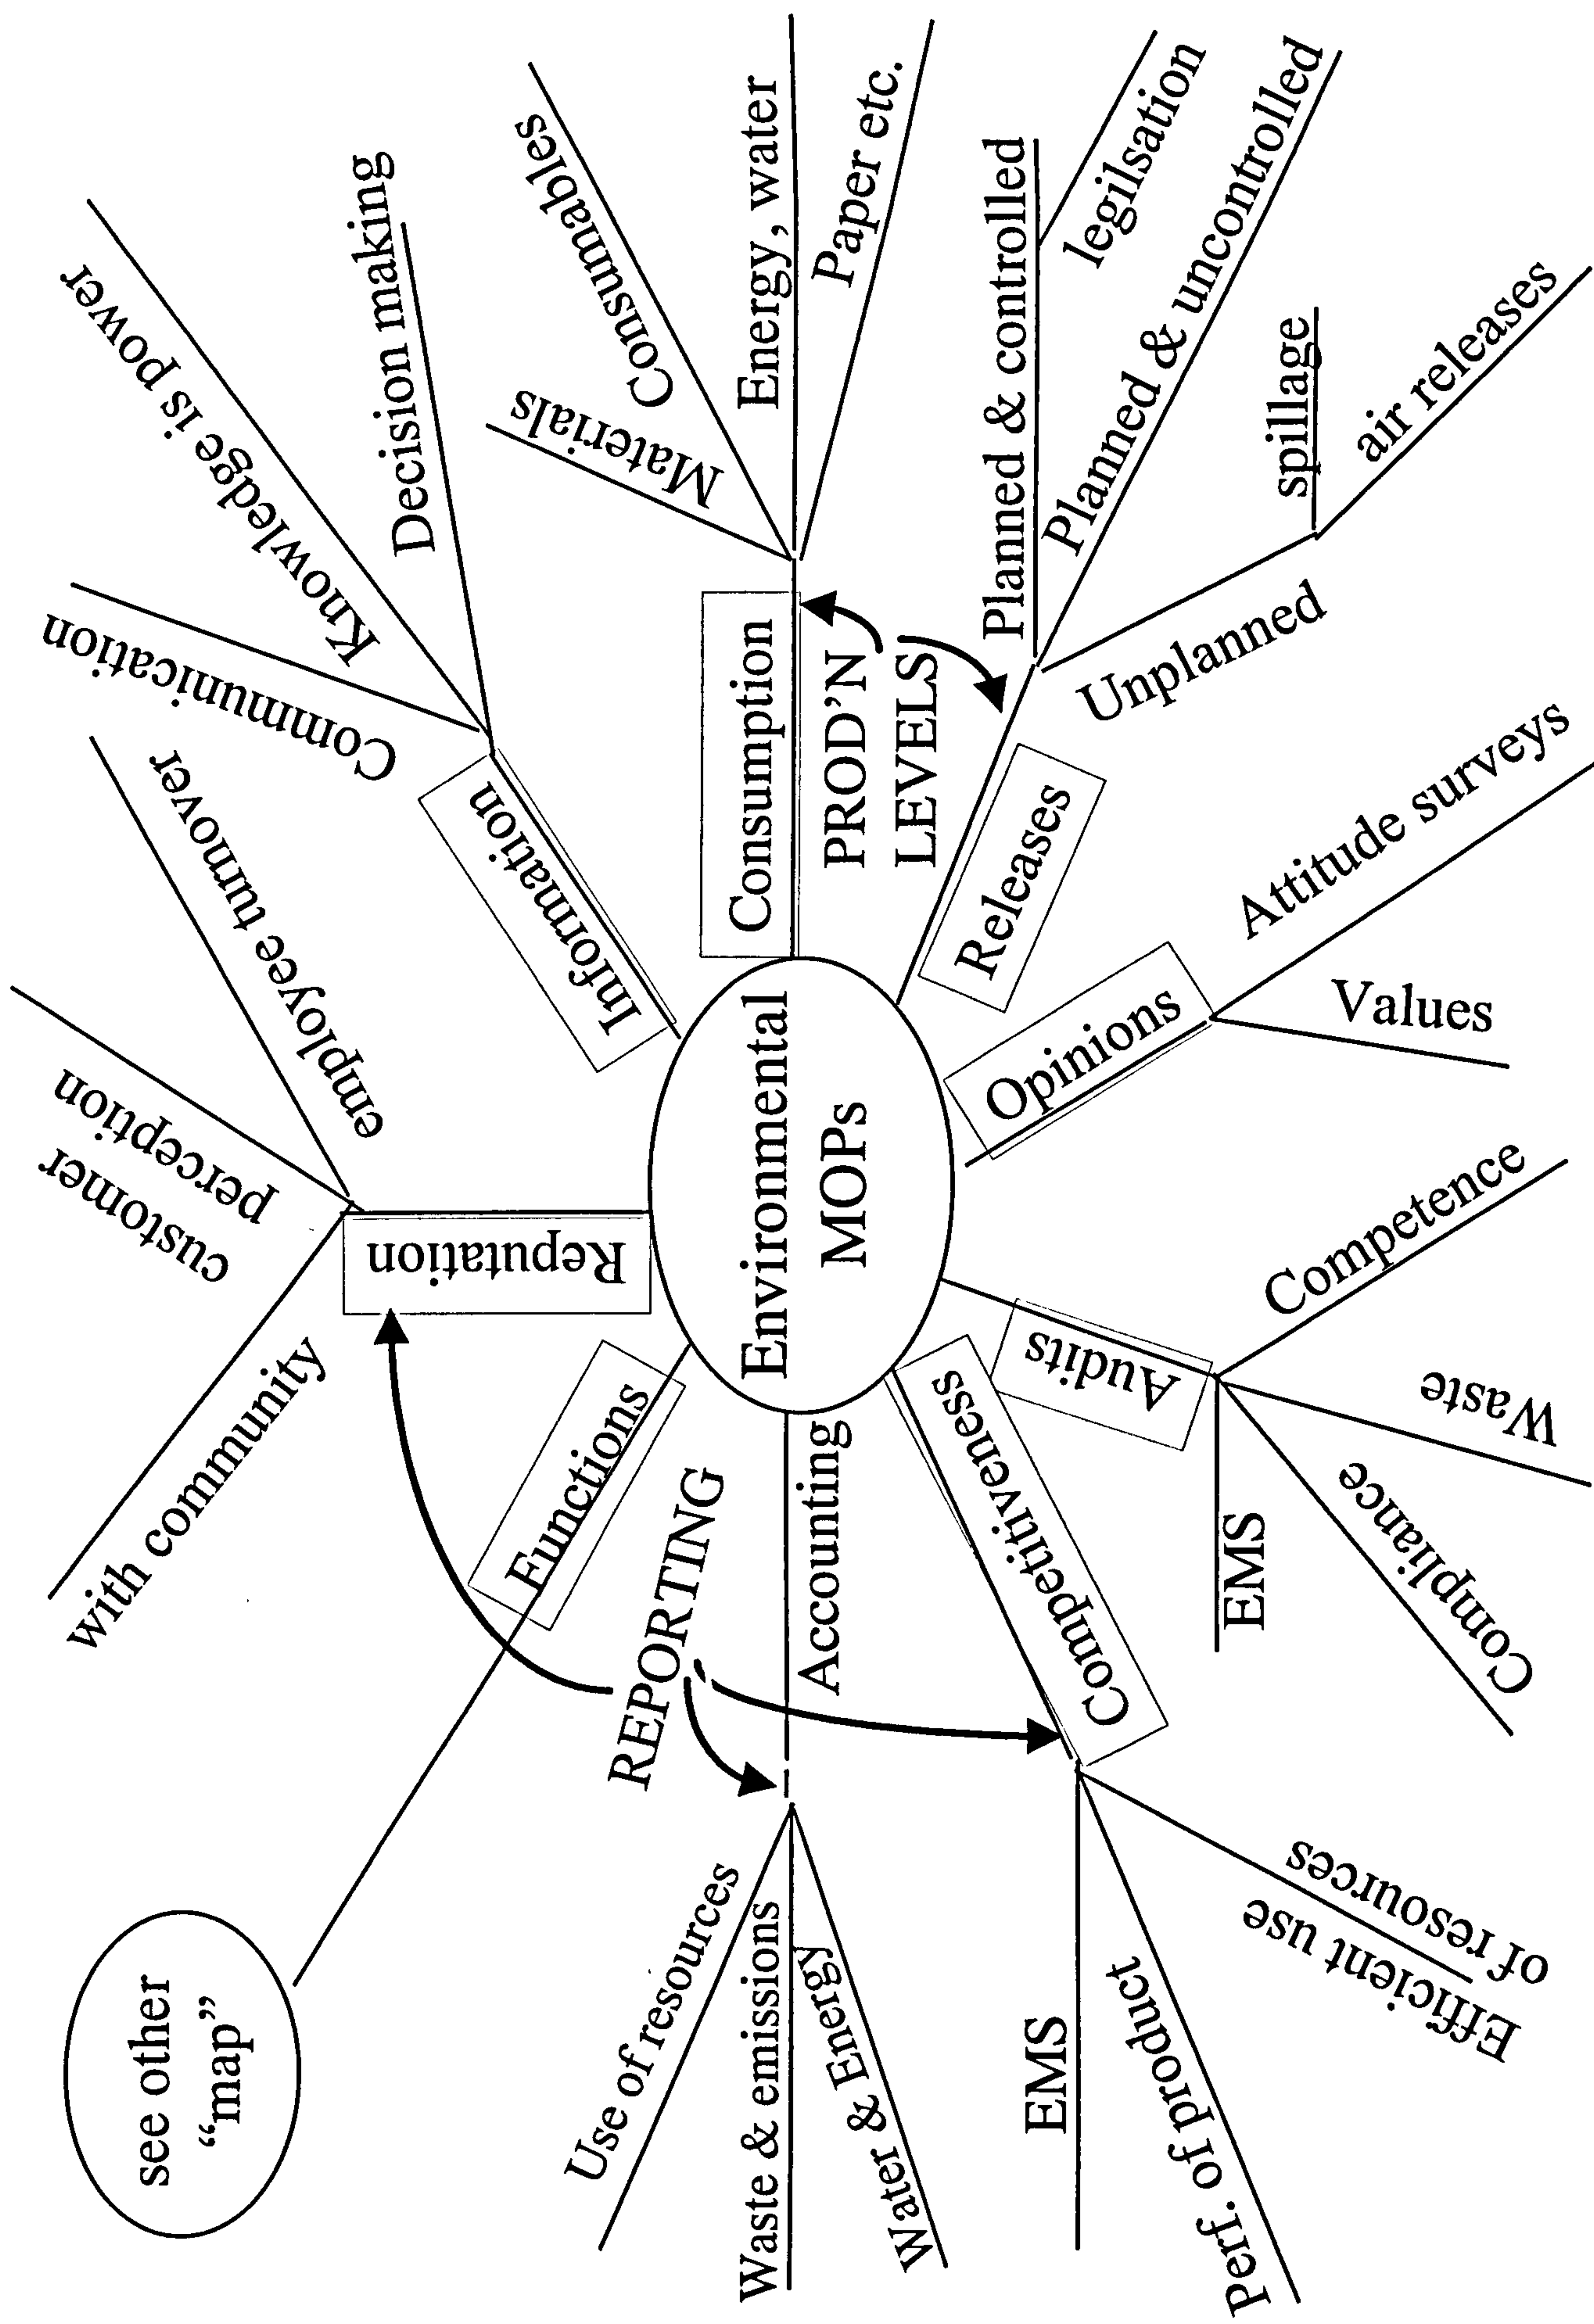 Environmental
MOPs
Reputation
with community
customer
perception
employee turnover
Information
Communication
Knowledge is power
Decision making
Consumption
Materials
Consumables
Energy, water
Paper etc.
PROD'N
LEVELS
Releases
Planned & controlled
legilsation
Planned & uncontrolled
Unplanned
spillage
air releases
Opinions
Attitude surveys
Values
Audits
Competence
Waste
Compliance
EMS
Competitiveness
EMS
Perf. of product
Efficient use
of resources
Accounting
Use of resources
Waste & emissions
Water & Energy
REPORTING
Functions
see other
“map”